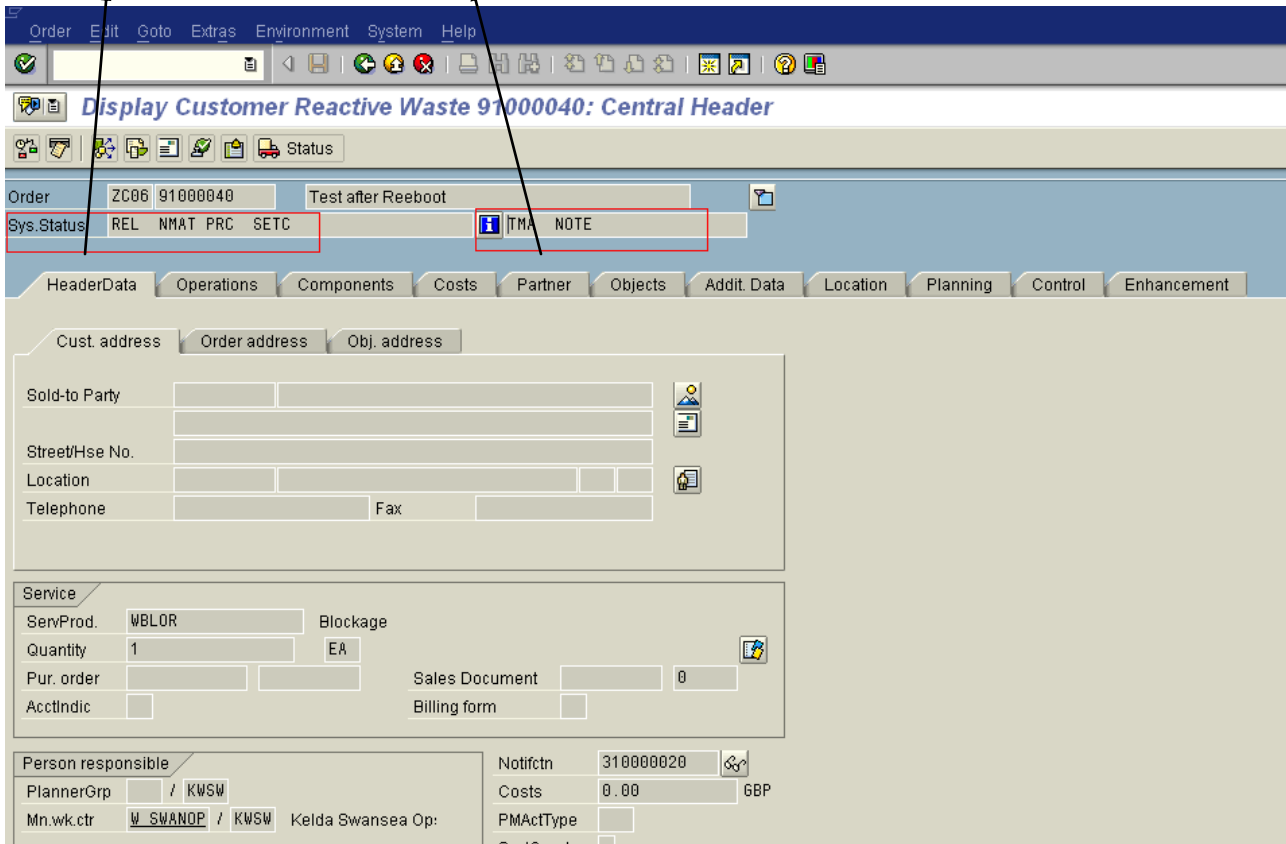 Order Edit Goto Extras Environment System Help
Display Customer Reactive Waste 91000040: Central Header
Status
Order ZC06 91000040 Test after Reeboot
Sys.Status REL NMAT PRC SETC TMA NOTE
HeaderData Operations Components Costs Partner Objects Addit. Data Location Planning Control Enhancement
Cust. address Order address Obj. address
Sold-to Party
Street/Hse No.
Location
Telephone Fax
Service
ServProd. WBLOR Blockage
Quantity 1 EA
Pur. order Sales Document 0
AcctIndic Billing form
Person responsible Notifctn 310000020
PlannerGrp / KWSW Costs 0.00 GBP
Mn.wk.ctr W_SWANOP / KWSW Kelda Swansea Op: PMActType